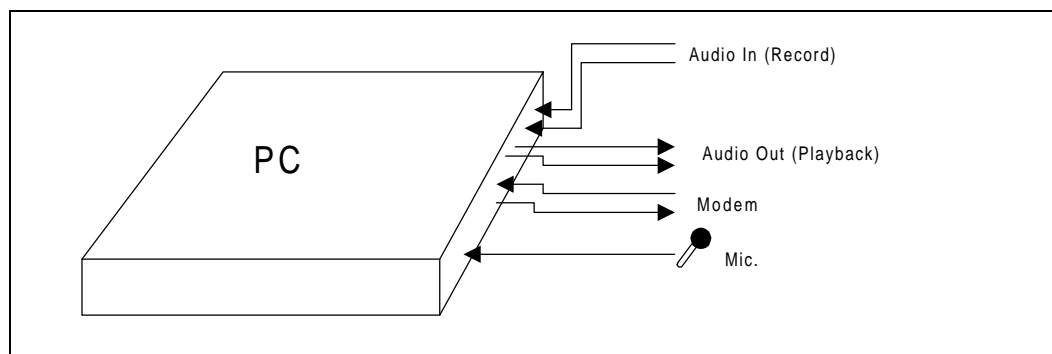 Audio In (Record)
PC
Audio Out (Playback)
Modem
Mic.